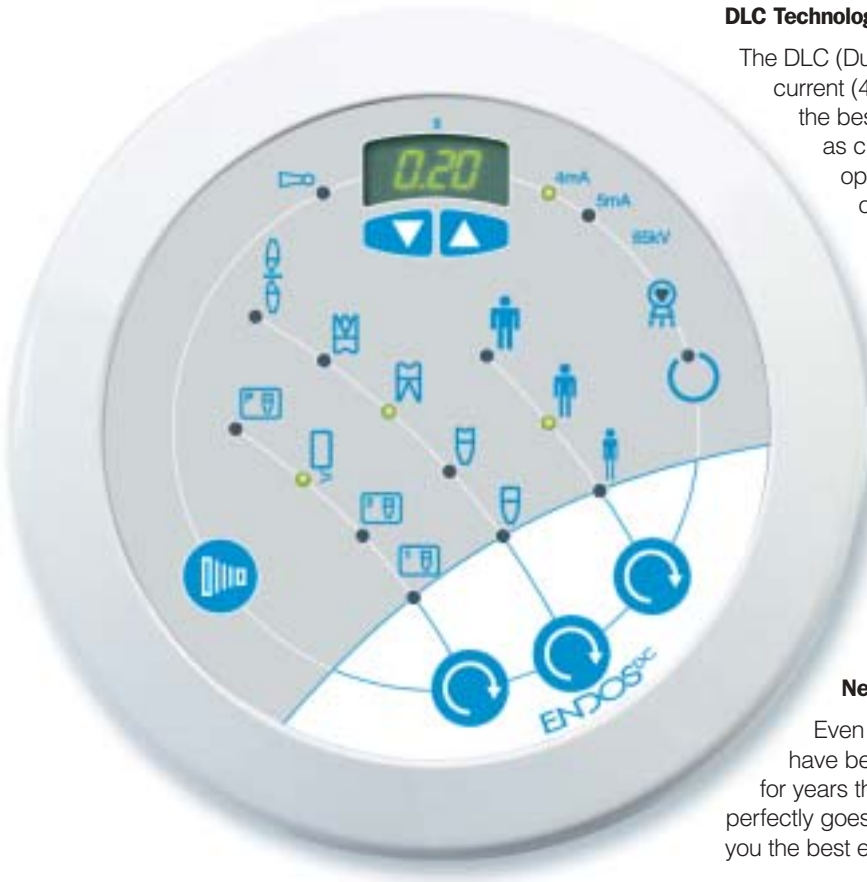 DLC Technolog
The DLC (Du
current (4
the bes
as c
op
s
0.20
4mA
5mA
65kV
ENDOS DC
Ne
Even
have be
for years th
perfectly goes
you the best e